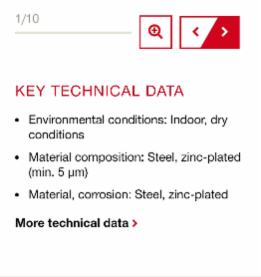 1/10
KEY TECHNICAL DATA
• Environmental conditions: Indoor, dry
conditions
• Material composition: Steel, zinc-plated
(min. 5 µm)
• Material, corrosion: Steel, zinc-plated
More technical data >